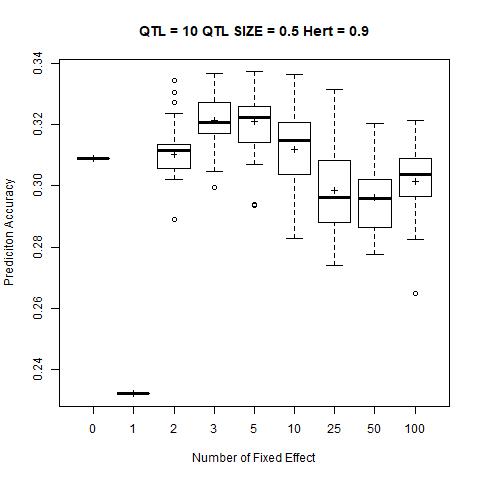 QTL = 10 QTL SIZE = 0.5 Hert = 0.9
Prediciton Accuracy
0.34
0.32
0.30
0.28
0.26
0.24
0 1 2 3 5 10 25 50 100
Number of Fixed Effect